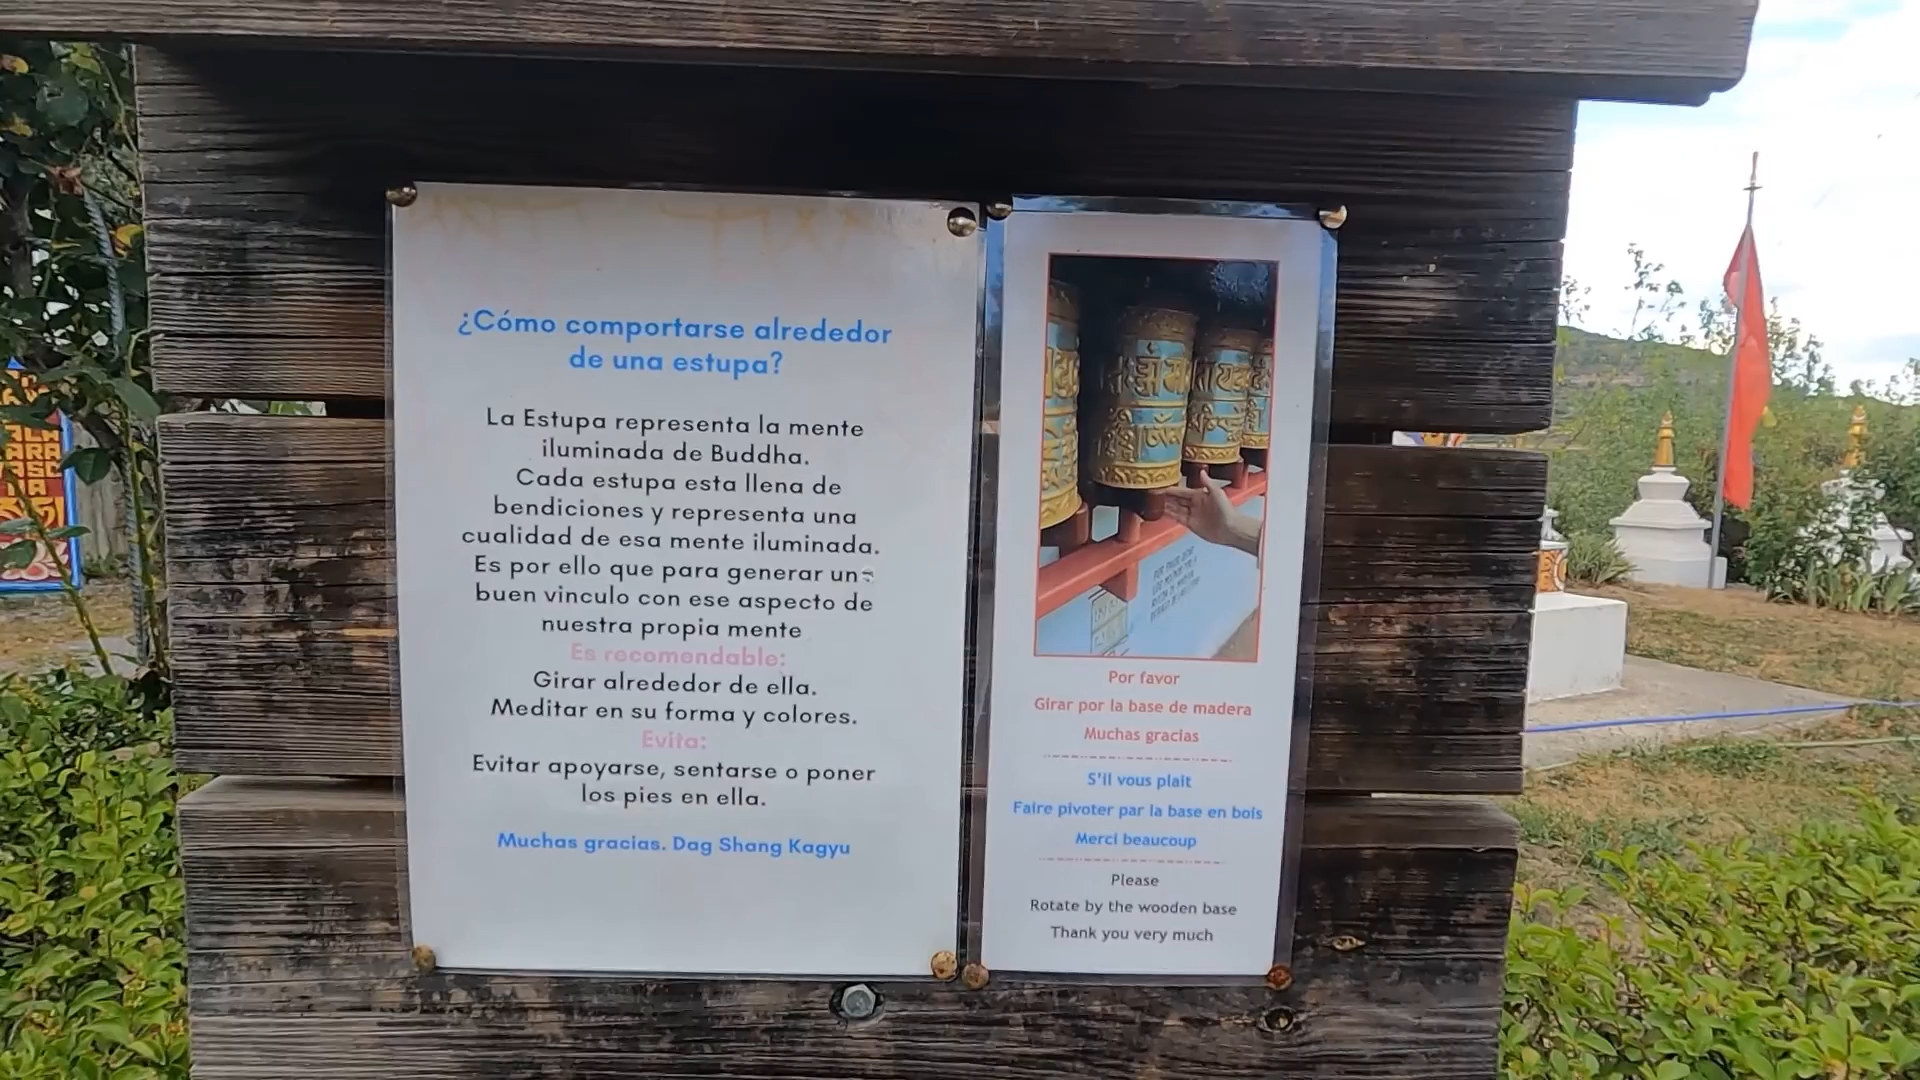 ¿Cómo comportarse alrededor
de una estupa?
La Estupa representa la mente
iluminada de Buddha.
Cada estupa esta llena de
bendiciones y representa una
cualidad de esa mente iluminada.
Es por ello que para generar un
buen vinculo con ese aspecto de
nuestra propia mente
Es recomendable:
Girar alrededor de ella.
Meditar en su forma y colores.
Evita:
Evitar apoyarse, sentarse o poner
los pies en ella.
Muchas gracias. Dag Shang Kagyu
Por favor
Girar por la base de madera
Muchas gracias
S'il vous plait
Faire pivoter par la base en bois
Merci beaucoup
Please
Rotate by the wooden base
Thank you very much